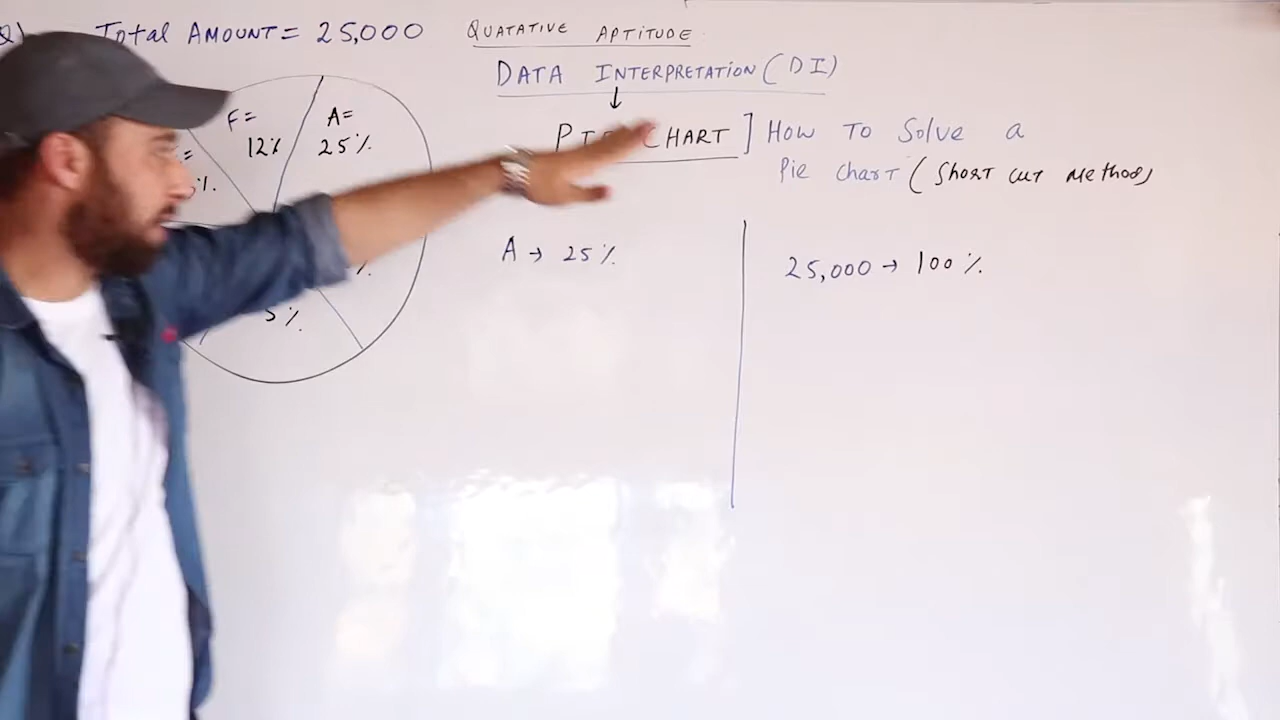 Total AMOUNT = 25,000
QUATATIVE APTITUDE
DATA INTERPRETATION (DI)
↓
CHART ] HOW TO Solve a
Pie Chart (SHORT CUT METHOD)
F=
12%
A=
25%
5%
A → 25%
25,000 → 100%